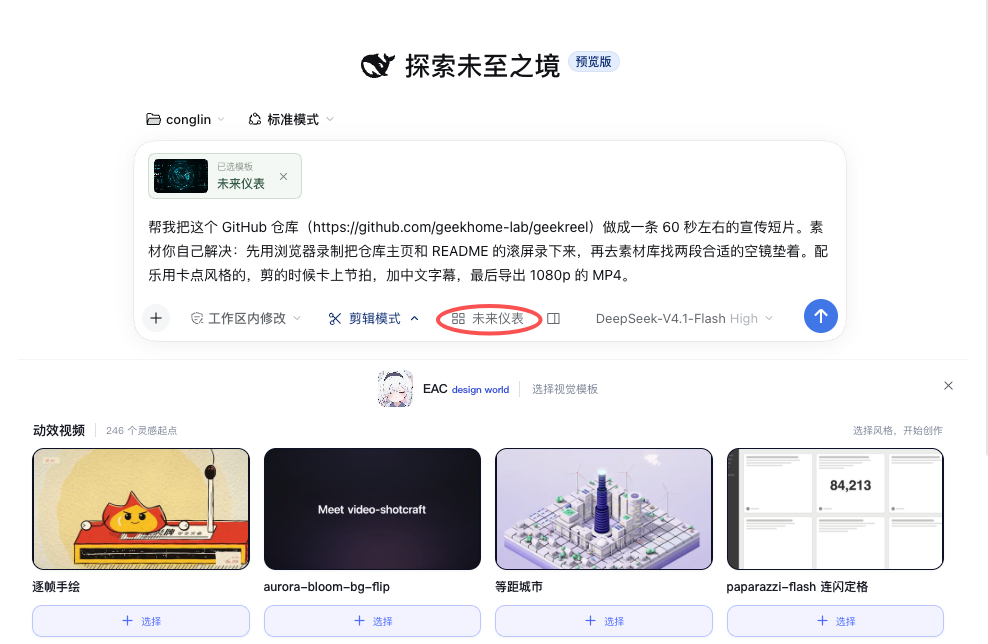 探索未至之境 预览版
conglin 标准模式
已选模板
未来仪表
帮我把这个 GitHub 仓库（https://github.com/geekhome-lab/geekreel）做成一条 60 秒左右的宣传短片。素
材你自己解决：先用浏览器录制把仓库主页和 README 的滚屏录下来，再去素材库找两段合适的空镜垫着。配
乐用卡点风格的，剪的时候卡上节拍，加中文字幕，最后导出 1080p 的 MP4。
工作区内修改 剪辑模式 未来仪表 DeepSeek-V4.1-Flash High
EAC design world 选择视觉模板
动效视频 246 个灵感起点 选择风格，开始创作
Meet video-shotcraft
84,213
逐帧手绘 aurora-bloom-bg-flip 等距城市 paparazzi-flash 连闪定格
选择 选择 选择 选择